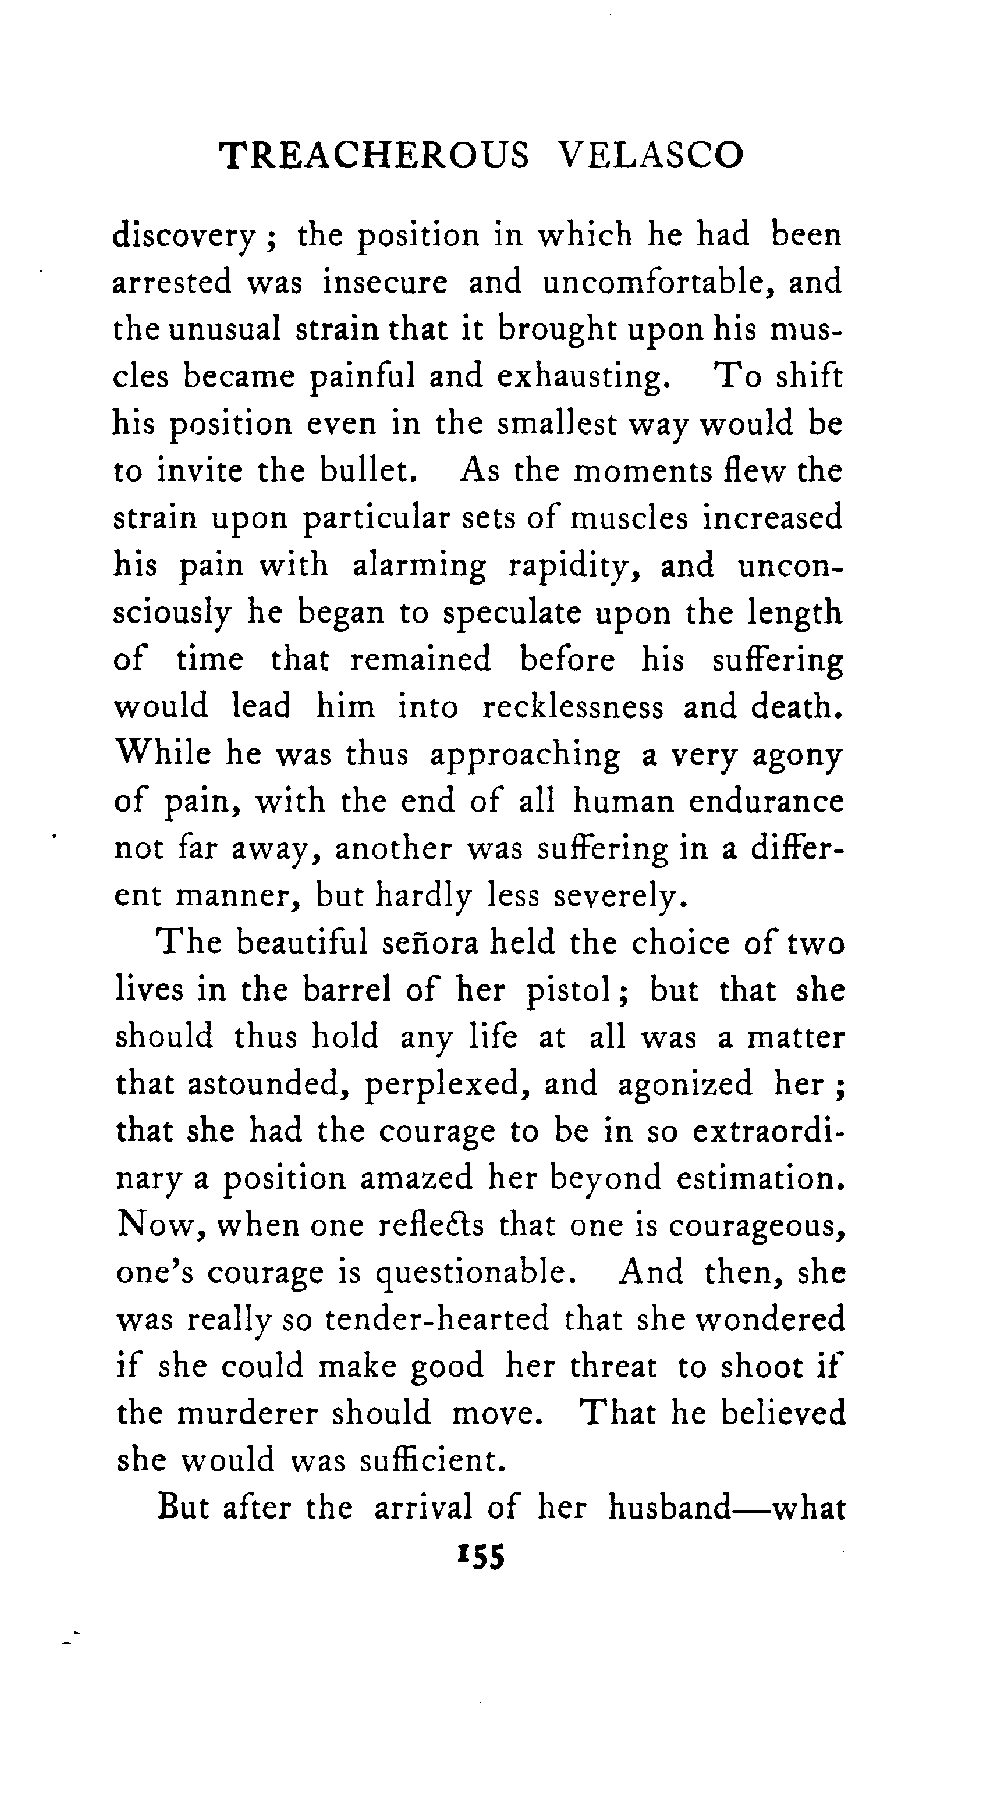 TREACHEROUS VELASCO
discovery ; the position in which he had been
arrested was insecure and uncomfortable, and
the unusual strain that it brought upon his mus-
cles became painful and exhausting. To shift
his position even in the smallest way would be
to invite the bullet. As the moments flew the
strain upon particular sets of muscles increased
his pain with alarming rapidity, and uncon-
sciously he began to speculate upon the length
of time that remained before his suffering
would lead him into recklessness and death.
While he was thus approaching a very agony
of pain, with the end of all human endurance
not far away, another was suffering in a differ-
ent manner, but hardly less severely.
The beautiful señora held the choice of two
lives in the barrel of her pistol ; but that she
should thus hold any life at all was a matter
that astounded, perplexed, and agonized her ;
that she had the courage to be in so extraordi-
nary a position amazed her beyond estimation.
Now, when one reflects that one is courageous,
one's courage is questionable. And then, she
was really so tender-hearted that she wondered
if she could make good her threat to shoot if
the murderer should move. That he believed
she would was sufficient.
But after the arrival of her husband—what
155